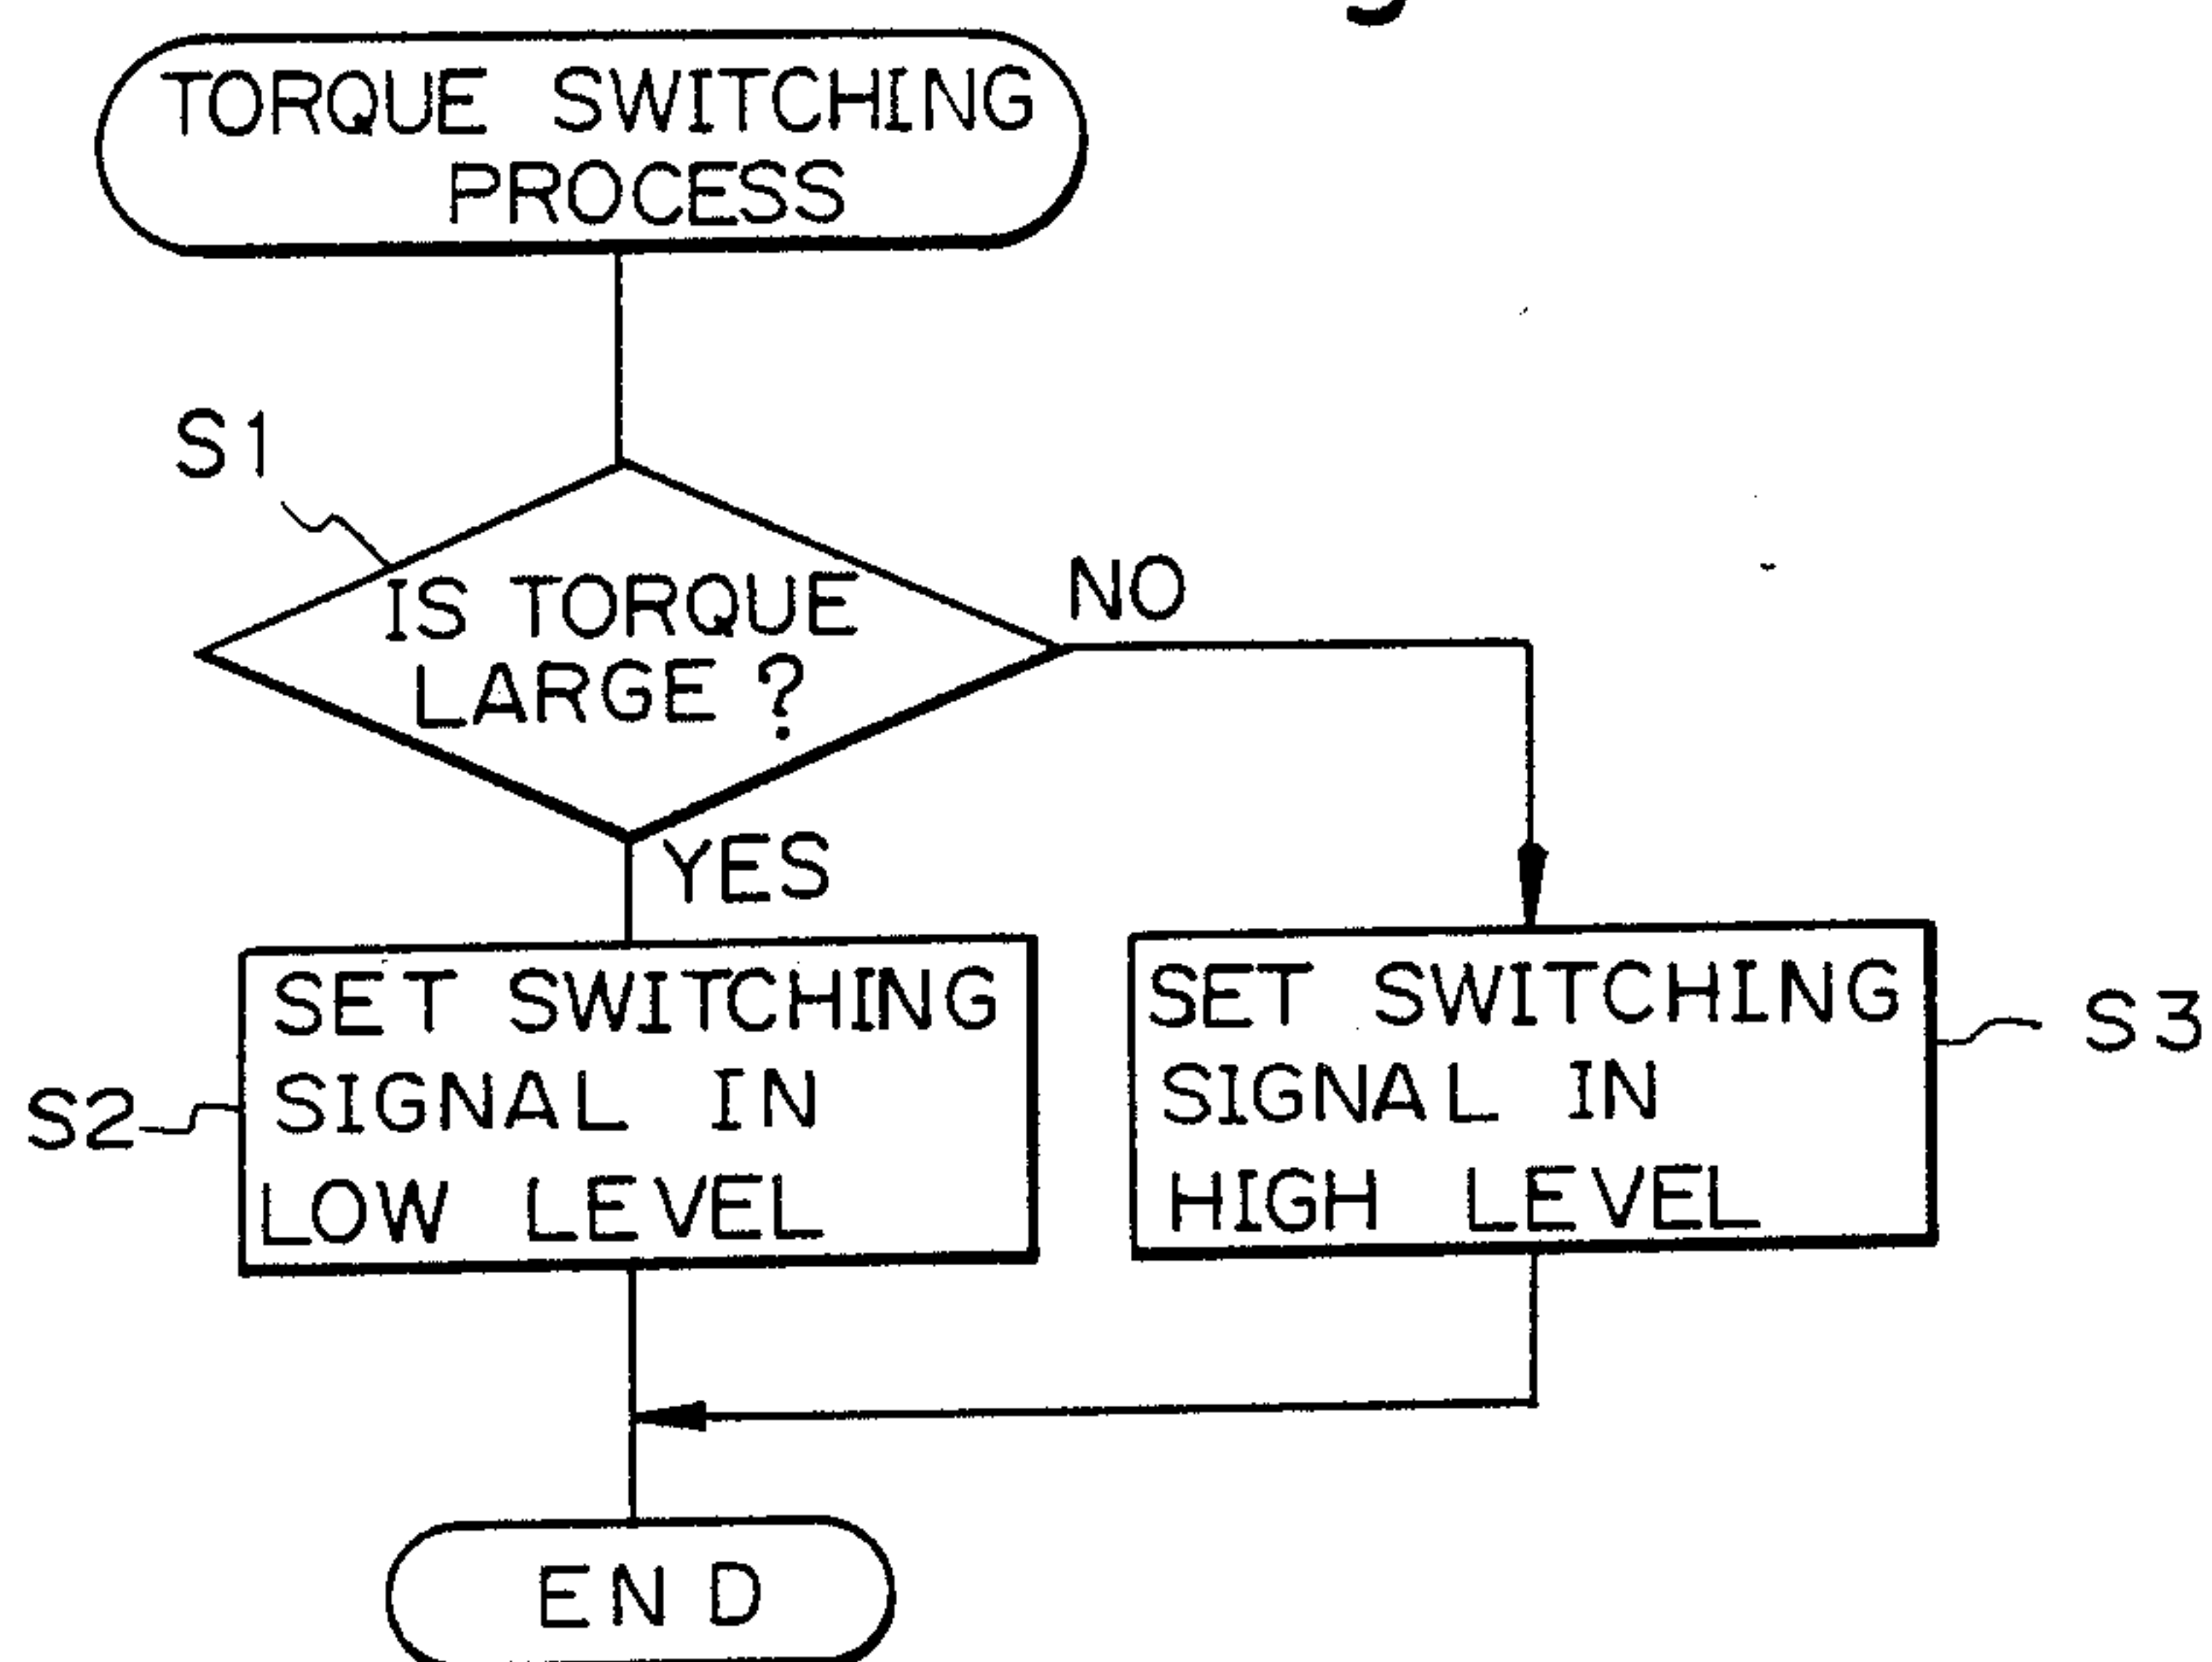 TORQUE SWITCHING
PROCESS
S1
IS TORQUE
LARGE ?
NO
YES
SET SWITCHING
SIGNAL IN
LOW LEVEL
S2
SET SWITCHING
SIGNAL IN
HIGH LEVEL
S3
END